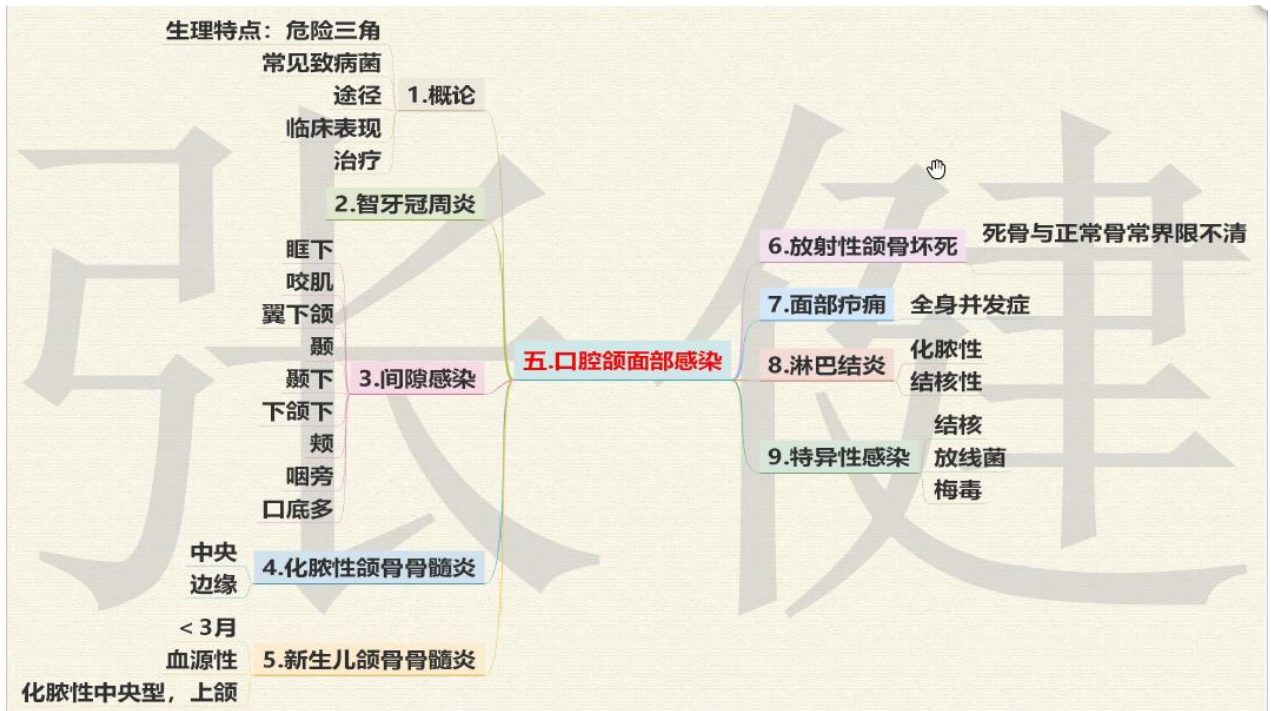 生理特点：危险三角
常见致病菌
途径
1.概论
临床表现
治疗
2.智牙冠周炎
眶下
咬肌
翼下颌
颞
颞下
3.间隙感染
下颌下
颊
咽旁
口底多
中央
4.化脓性颌骨骨髓炎
边缘
<3月
血源性
5.新生儿颌骨骨髓炎
化脓性中央型，上颌
五.口腔颌面部感染
6.放射性颌骨坏死
死骨与正常骨常界限不清
7.面部疖痈
全身并发症
8.淋巴结炎
化脓性
结核性
9.特异性感染
结核
放线菌
梅毒
张健